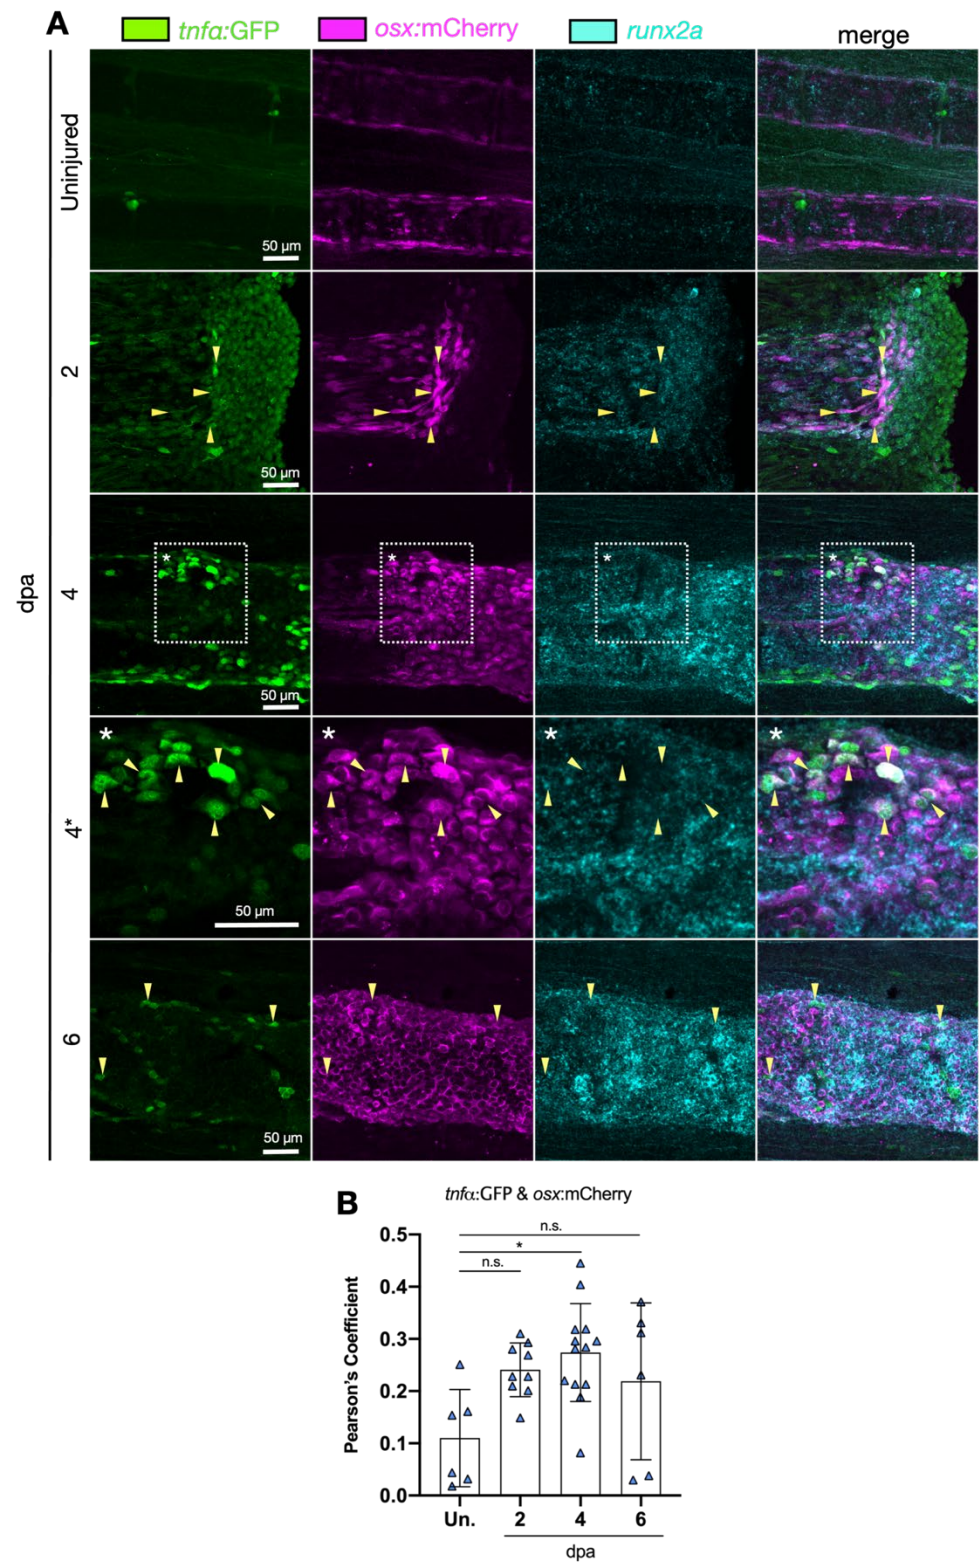 A
tnfα:GFP
osx:mCherry
runx2a
merge
Uninjured
50 µm
dpa
2
50 µm
4
*
*
*
*
50 µm
4*
*
*
*
*
50 µm
6
50 µm
B
tnfα:GFP & osx:mCherry
n.s.
*
n.s.
Pearson's Coefficient
0.5
0.4
0.3
0.2
0.1
0.0
Un. 2 4 6
dpa